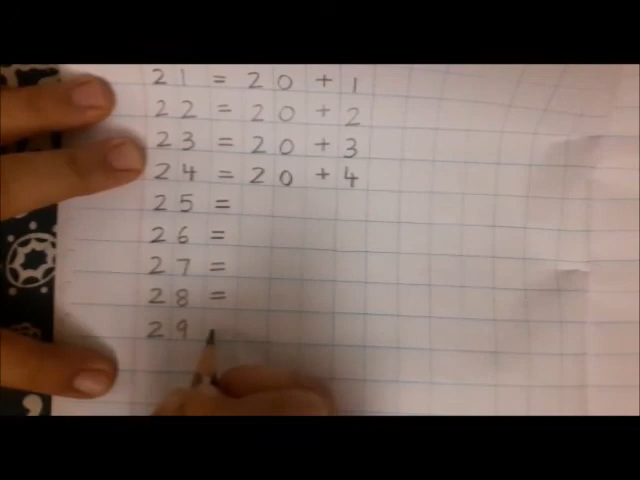 21 = 20 + 1
22 = 20 + 2
23 = 20 + 3
24 = 20 + 4
25 =
26 =
27 =
28 =
29